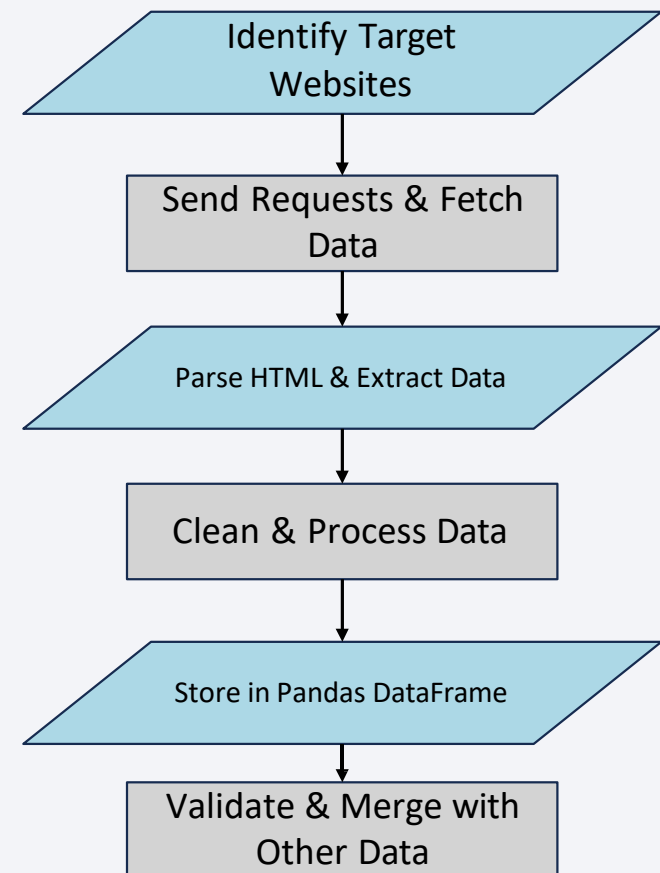 Identify Target
Websites
Send Requests & Fetch
Data
Parse HTML & Extract Data
Clean & Process Data
Store in Pandas DataFrame
Validate & Merge with
Other Data